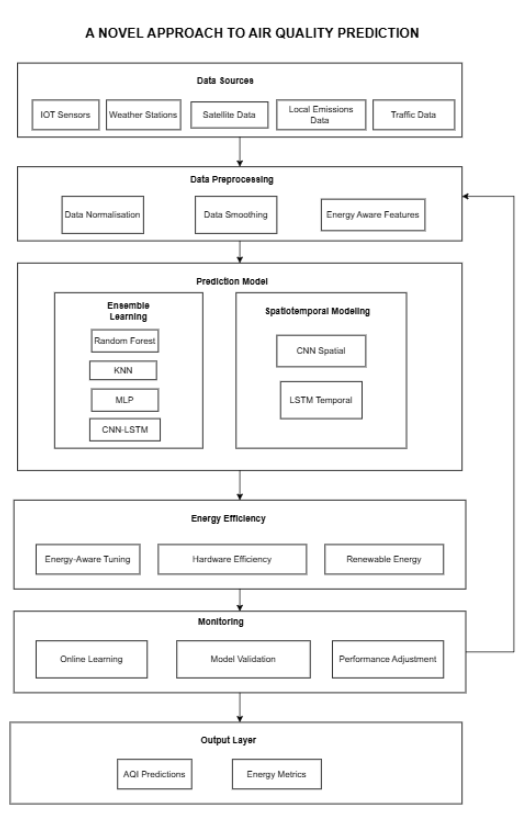 A NOVEL APPROACH TO AIR QUALITY PREDICTION
Data Sources
IOT Sensors
Weather Stations
Satellite Data
Local Emissions
Data
Traffic Data
Data Preprocessing
Data Normalisation
Data Smoothing
Energy Aware Features
Prediction Model
Ensemble
Learning
Random Forest
KNN
MLP
CNN-LSTM
Spatiotemporal Modeling
CNN Spatial
LSTM Temporal
Energy Efficiency
Energy-Aware Tuning
Hardware Efficiency
Renewable Energy
Monitoring
Online Learning
Model Validation
Performance Adjustment
Output Layer
AQI Predictions
Energy Metrics